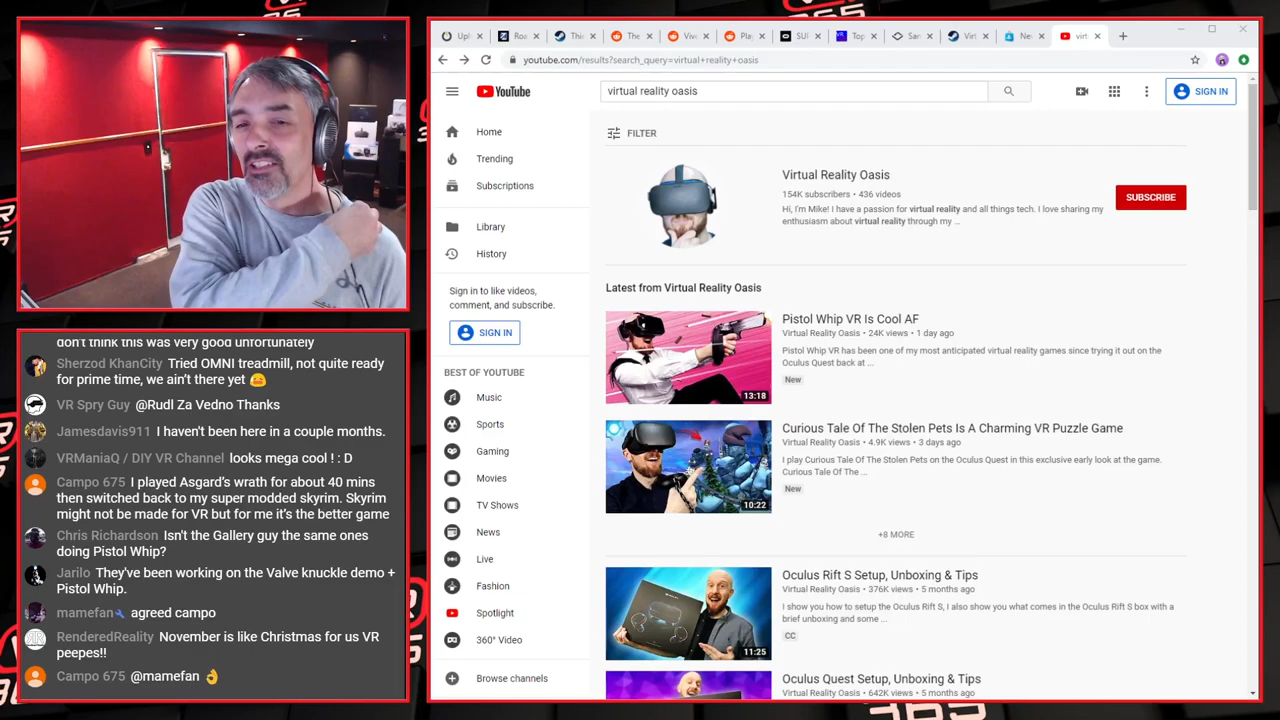 don't think this was very good unfortunately
Sherzod KhanCity Tried OMNI treadmill, not quite ready
for prime time, we ain't there yet
VR Spry Guy @Rudl Za Vedno Thanks
Jamesdavis911 I haven't been here in a couple months.
VRManiaQ / DIY VR Channel looks mega cool ! : D
Campo 675 I played Asgard's wrath for about 40 mins
then switched back to my super modded skyrim. Skyrim
might not be made for VR but for me it's the better game
Chris Richardson Isn't the Gallery guy the same ones
doing Pistol Whip?
Jarilo They've been working on the Valve knuckle demo +
Pistol Whip.
mamefan agreed campo
RenderedReality November is like Christmas for us VR
peepes!!
Campo 675 @mamefan 👌
Upl
Roa
Thi
The
Viv
Pla
SUI
Top
San
Virt
Ne
virt
youtube.com/results?search_query=virtual+reality+oasis
YouTube
virtual reality oasis
SIGN IN
Home
Trending
Subscriptions
Library
History
Sign in to like videos,
comment, and subscribe.
SIGN IN
BEST OF YOUTUBE
Music
Sports
Gaming
Movies
TV Shows
News
Live
Fashion
Spotlight
360° Video
Browse channels
FILTER
Virtual Reality Oasis
154K subscribers • 436 videos
Hi, I'm Mike! I have a passion for virtual reality and all things tech. I love sharing my
enthusiasm about virtual reality through my ...
SUBSCRIBE
Latest from Virtual Reality Oasis
Pistol Whip VR Is Cool AF
Virtual Reality Oasis • 24K views • 1 day ago
Pistol Whip VR has been one of my most anticipated virtual reality games since trying it out on the
Oculus Quest back at ...
New
13:18
Curious Tale Of The Stolen Pets Is A Charming VR Puzzle Game
Virtual Reality Oasis • 4.9K views • 3 days ago
I play Curious Tale Of The Stolen Pets on the Oculus Quest in this exclusive early look at the game.
Curious Tale Of The ...
New
10:22
+8 MORE
Oculus Rift S Setup, Unboxing & Tips
Virtual Reality Oasis • 376K views • 5 months ago
I show you how to setup the Oculus Rift S, I also show you what comes in the Oculus Rift S box with a
brief unboxing and some ...
CC
11:25
Oculus Quest Setup, Unboxing & Tips
Virtual Reality Oasis • 642K views • 5 months ago